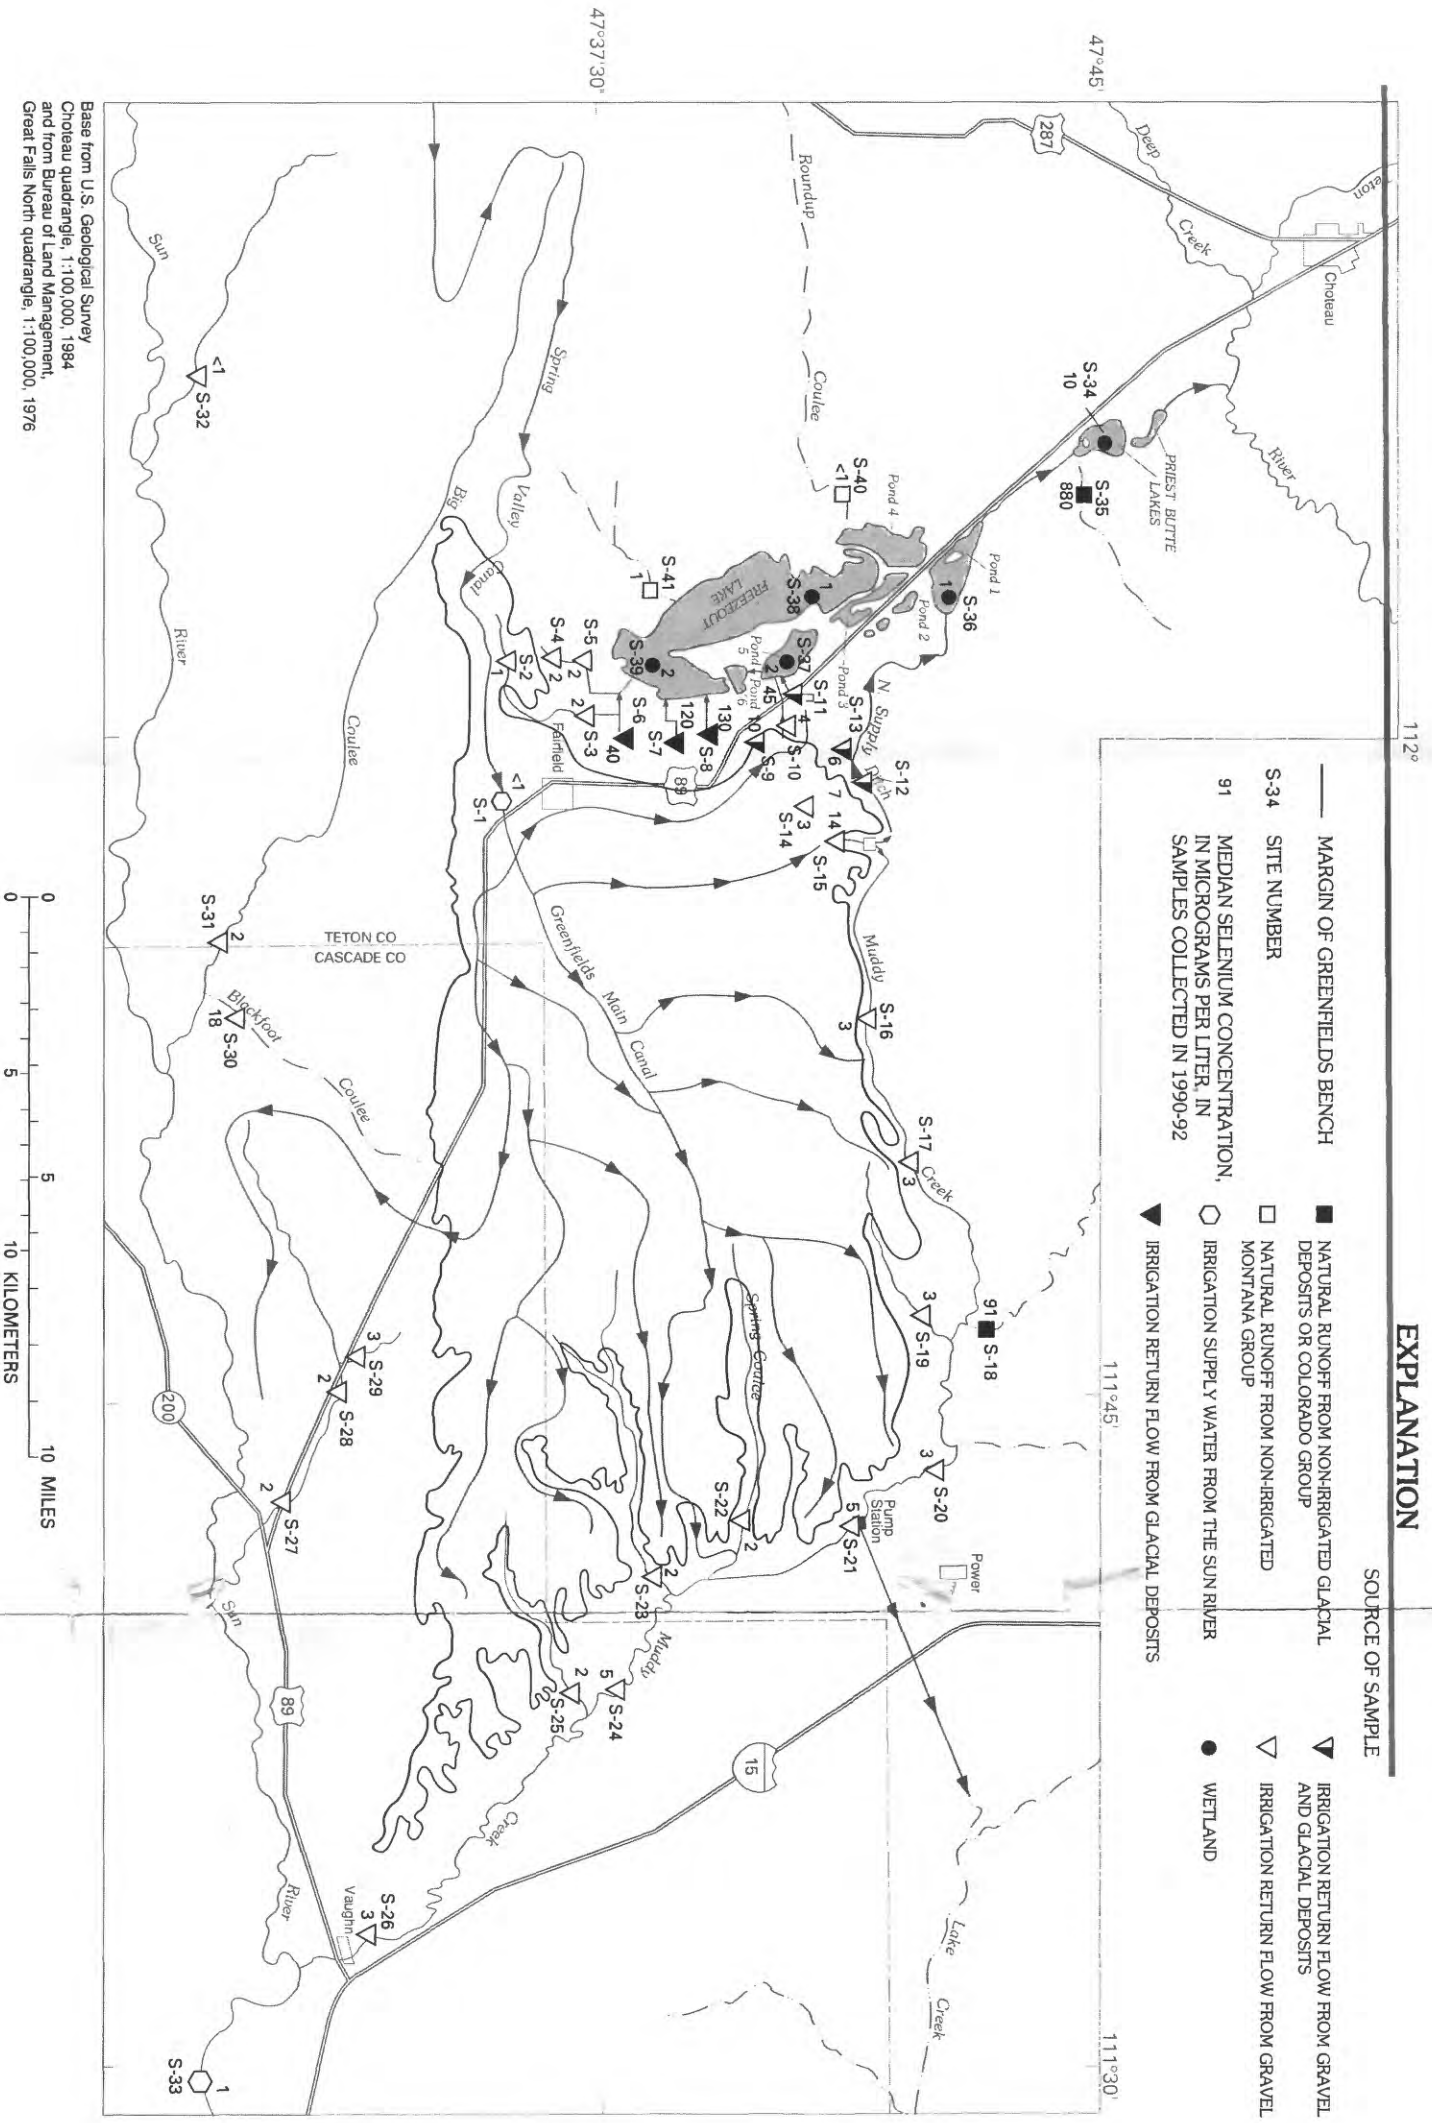 EXPLANATION
SOURCE OF SAMPLE
MARGIN OF GREENFIELDS BENCH
S-34 SITE NUMBER
91 MEDIAN SELENIUM CONCENTRATION,
IN MICROGRAMS PER LITER, IN
SAMPLES COLLECTED IN 1990-92
NATURAL RUNOFF FROM NON-IRRIGATED GLACIAL
DEPOSITS OR COLORADO GROUP
NATURAL RUNOFF FROM NON-IRRIGATED
MONTANA GROUP
IRRIGATION SUPPLY WATER FROM THE SUN RIVER
IRRIGATION RETURN FLOW FROM GLACIAL DEPOSITS
IRRIGATION RETURN FLOW FROM GRAVEL
AND GLACIAL DEPOSITS
IRRIGATION RETURN FLOW FROM GRAVEL
WETLAND
112°
111°45'
111°30'
47°45'
47°37'30"
Deep
Creek
eton
287
Choteau
River
PRIEST BUTTE
LAKES
S-34
10
S-35
880
Roundup
Coulee
S-40
<1
Pond 4
Pond 1
1
S-36
Pond 2
1
S-38
FREEZEOUT
LAKE
S-41
1
S-37
2
Pond
5
Pond
6
Pond 3
S-39
2
45
S-11
4
S-10
S-13
6
N. Supply
Ditch
S-12
7
10
S-9
130
S-8
120
S-7
S-6
40
S-5
2
S-4
2
S-3
2
S-2
1
Fairfield
89
3
S-14
14
S-15
<1
S-1
Spring
Valley
Canal
Big
Coulee
Sun
River
<1
S-32
S-31
2
TETON CO
CASCADE CO
Blackfoot
Coulee
18
S-30
Greenfields
Main
Canal
Muddy
Creek
S-16
3
S-17
3
91
S-18
3
S-19
3
S-20
Spring Coulee
S-22
2
Pump
Station
5
S-21
Power
2
S-23
Muddy
5
S-24
2
S-25
Creek
15
3
S-29
2
S-28
2
S-27
200
Sun
89
River
S-26
3
Vaughn
1
S-33
Lake
Creek
0 5 10 MILES
0 5 10 KILOMETERS
Base from U.S. Geological Survey
Choteau quadrangle, 1:100,000, 1984
and from Bureau of Land Management,
Great Falls North quadrangle, 1:100,000, 1976